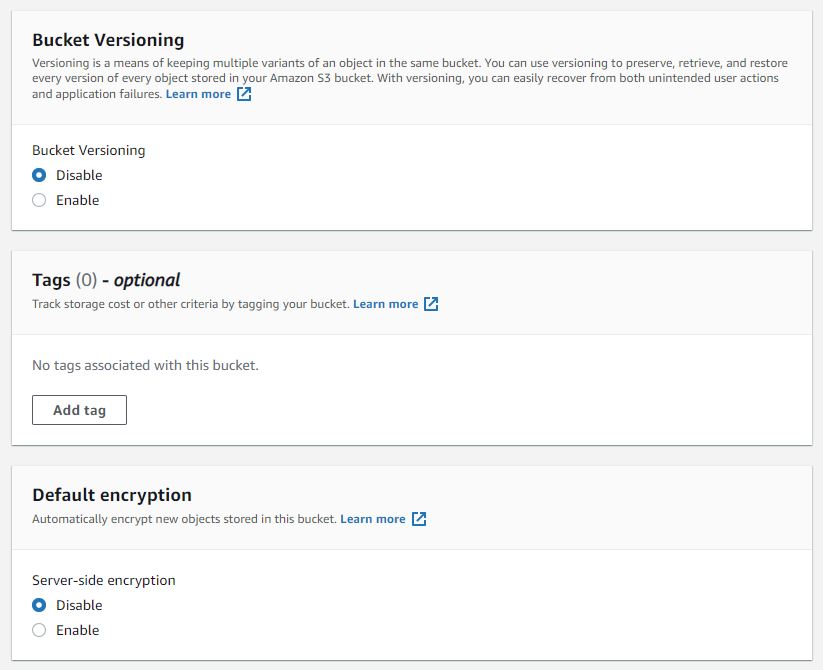 Bucket Versioning
Versioning is a means of keeping multiple variants of an object in the same bucket. You can use versioning to preserve, retrieve, and restore
every version of every object stored in your Amazon S3 bucket. With versioning, you can easily recover from both unintended user actions
and application failures. Learn more
Bucket Versioning
Disable
Enable
Tags (0) - optional
Track storage cost or other criteria by tagging your bucket. Learn more
No tags associated with this bucket.
Add tag
Default encryption
Automatically encrypt new objects stored in this bucket. Learn more
Server-side encryption
Disable
Enable